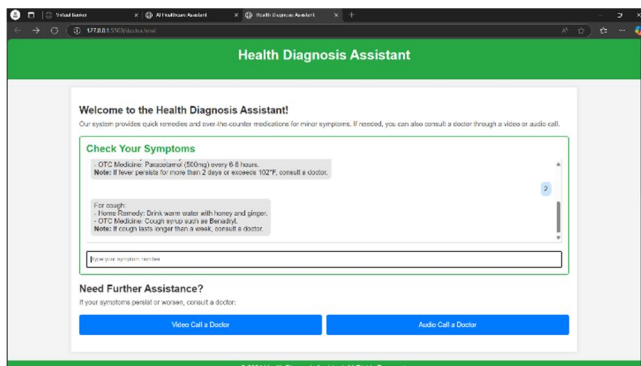 Virtual Banker
AI Healthcare Assistant
Health Diagnosis Assistant
127.0.0.1:5500/doctor.html
Health Diagnosis Assistant
Welcome to the Health Diagnosis Assistant!
Our system provides quick remedies and over-the-counter medications for minor symptoms. If needed, you can also consult a doctor through a video or audio call.
Check Your Symptoms
- OTC Medicine: Paracetamol (500mg) every 6-8 hours.
Note: If fever persists for more than 2 days or exceeds 102°F, consult a doctor.
2
For cough:
- Home Remedy: Drink warm water with honey and ginger.
- OTC Medicine: Cough syrup such as Benadryl.
Note: If cough lasts longer than a week, consult a doctor.
Type your symptom number
Need Further Assistance?
If your symptoms persist or worsen, consult a doctor:
Video Call a Doctor
Audio Call a Doctor